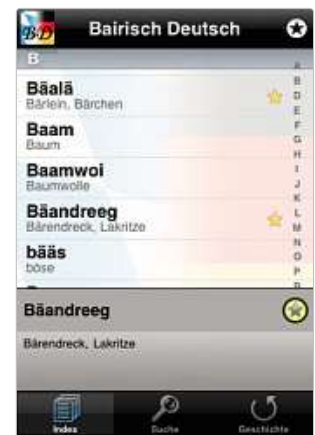 BD Bairisch Deutsch
B
Bäalä
Bärlein, Bärchen
Baam
Baum
Baamwoi
Baumwolle
Bäandreeg
Bärendreck, Lakritze
bääs
böse
A
B
D
E
F
G
H
I
J
K
L
M
N
O
P
R
Bäandreeg
Bärendreck, Lakritze
Index
Suche
Geschichte